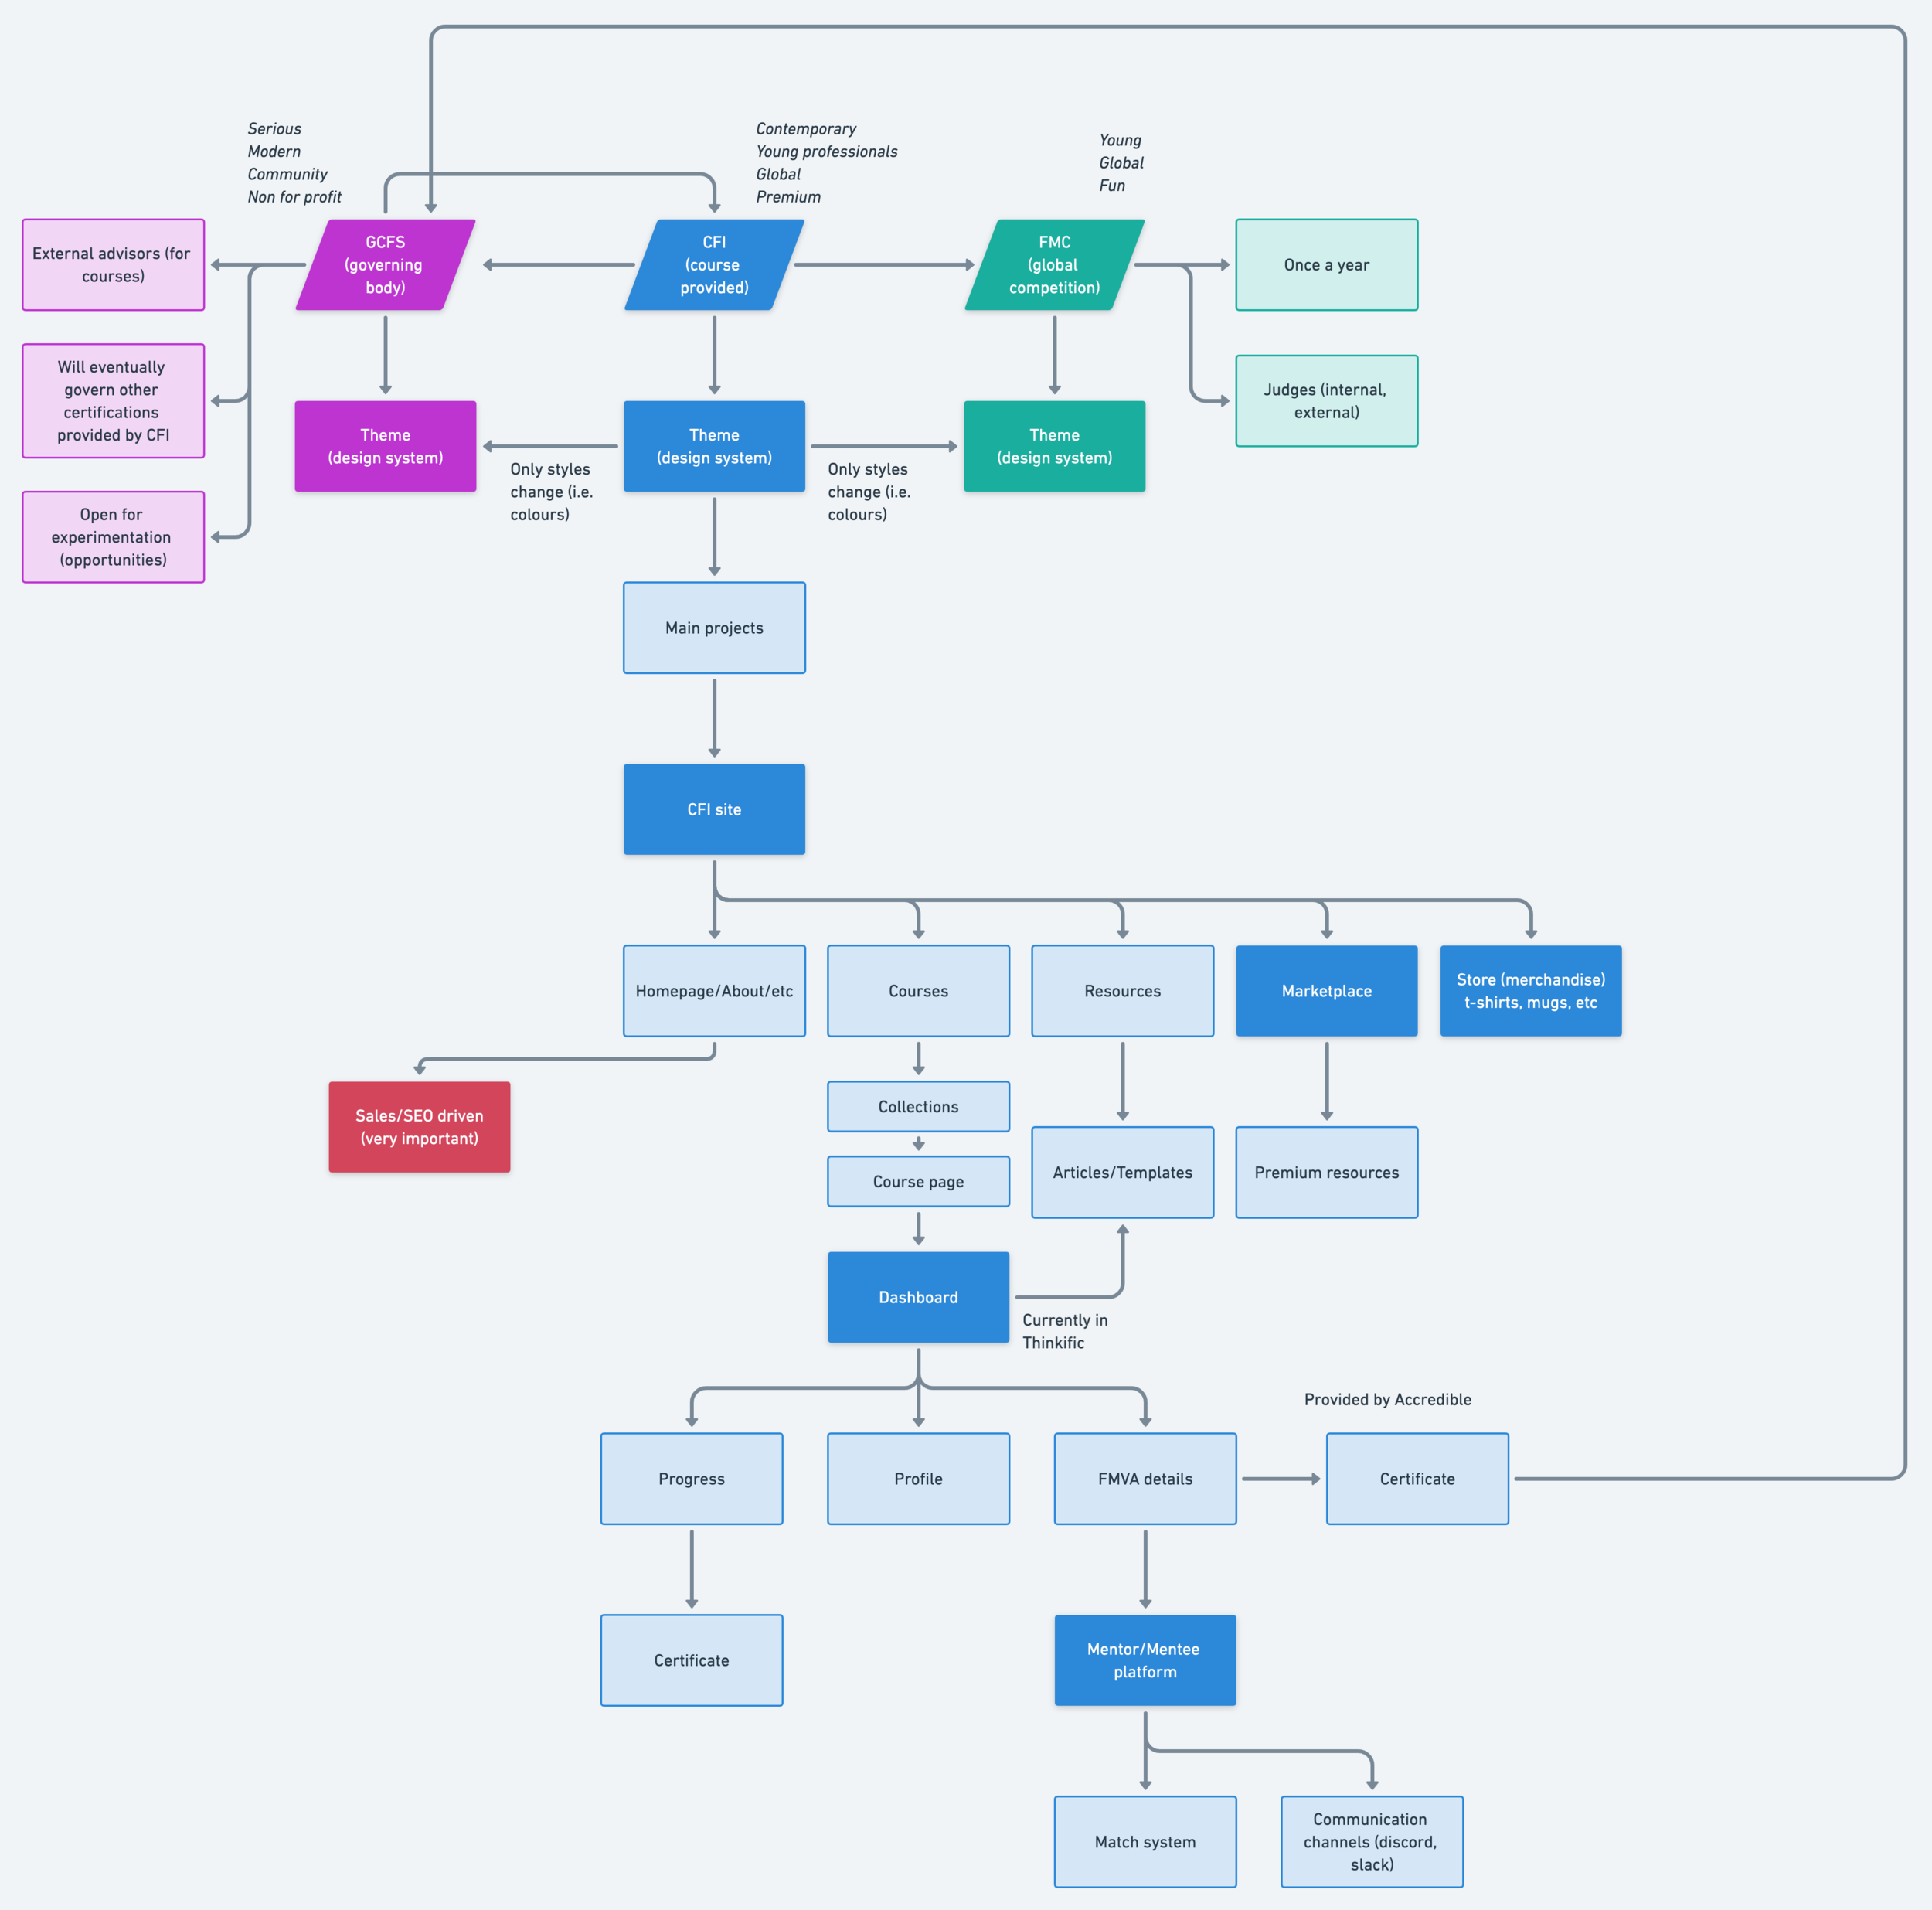 Serious
Modern
Community
Non for profit
Contemporary
Young professionals
Global
Premium
Young
Global
Fun
External advisors (for
courses)
GCFS
(governing
body)
CFI
(course
provided)
FMC
(global
competition)
Once a year
Will eventually
govern other
certifications
provided by CFI
Judges (internal,
external)
Theme
(design system)
Only styles
change (i.e.
colours)
Theme
(design system)
Only styles
change (i.e.
colours)
Theme
(design system)
Open for
experimentation
(opportunities)
Main projects
CFI site
Homepage/About/etc
Courses
Resources
Marketplace
Store (merchandise)
t-shirts, mugs, etc
Sales/SEO driven
(very important)
Collections
Course page
Articles/Templates
Premium resources
Dashboard
Currently in
Thinkific
Provided by Accredible
Progress
Profile
FMVA details
Certificate
Certificate
Mentor/Mentee
platform
Match system
Communication
channels (discord,
slack)